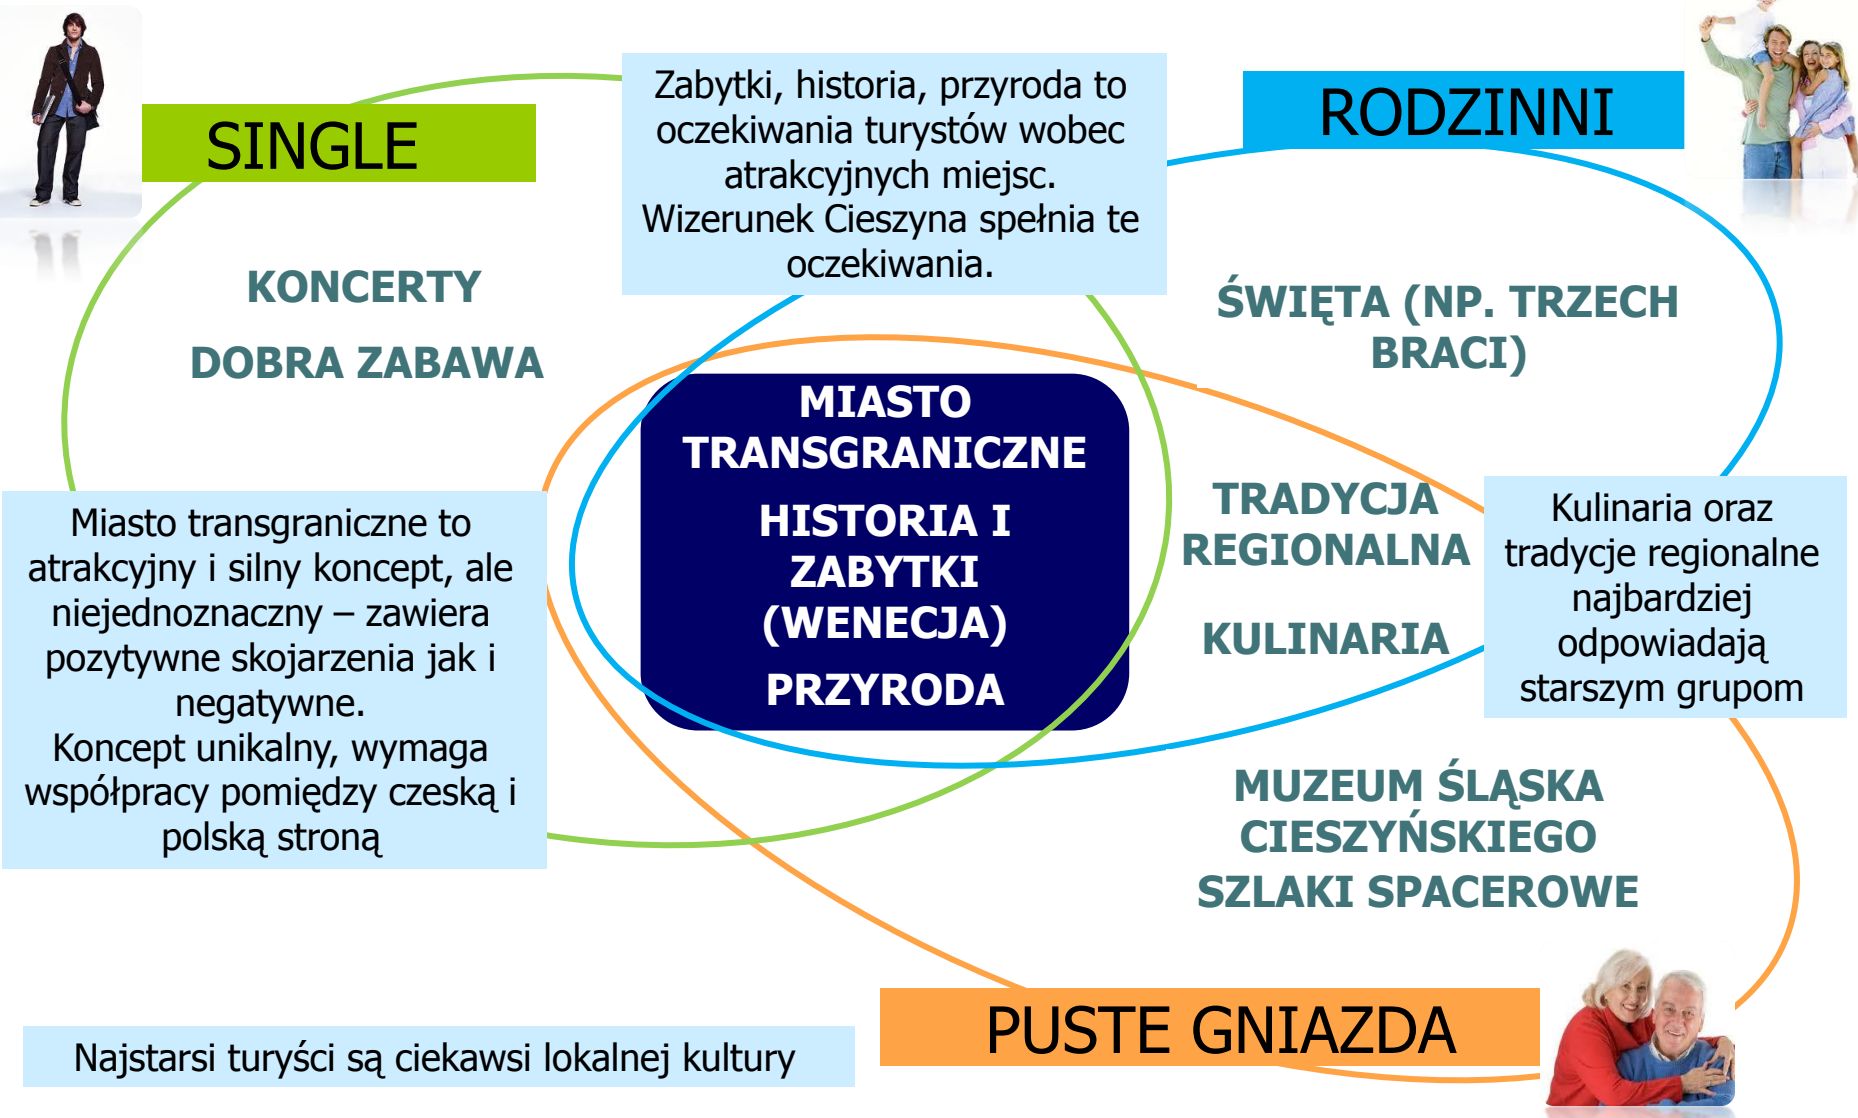 SINGLE
Zabytki, historia, przyroda to
oczekiwania turystów wobec
atrakcyjnych miejsc.
Wizerunek Cieszyna spełnia te
oczekiwania.
RODZINNI
KONCERTY
DOBRA ZABAWA
ŚWIĘTA (NP. TRZECH
BRACI)
MIASTO
TRANSGRANICZNE
HISTORIA I
ZABYTKI
(WENECJA)
PRZYRODA
TRADYCJA
REGIONALNA
KULINARIA
Miasto transgraniczne to
atrakcyjny i silny koncept, ale
niejednoznaczny – zawiera
pozytywne skojarzenia jak i
negatywne.
Koncept unikalny, wymaga
współpracy pomiędzy czeską i
polską stroną
Kulinaria oraz
tradycje regionalne
najbardziej
odpowiadają
starszym grupom
MUZEUM ŚLĄSKA
CIESZYŃSKIEGO
SZLAKI SPACEROWE
PUSTE GNIAZDA
Najstarsi turyści są ciekawsi lokalnej kultury